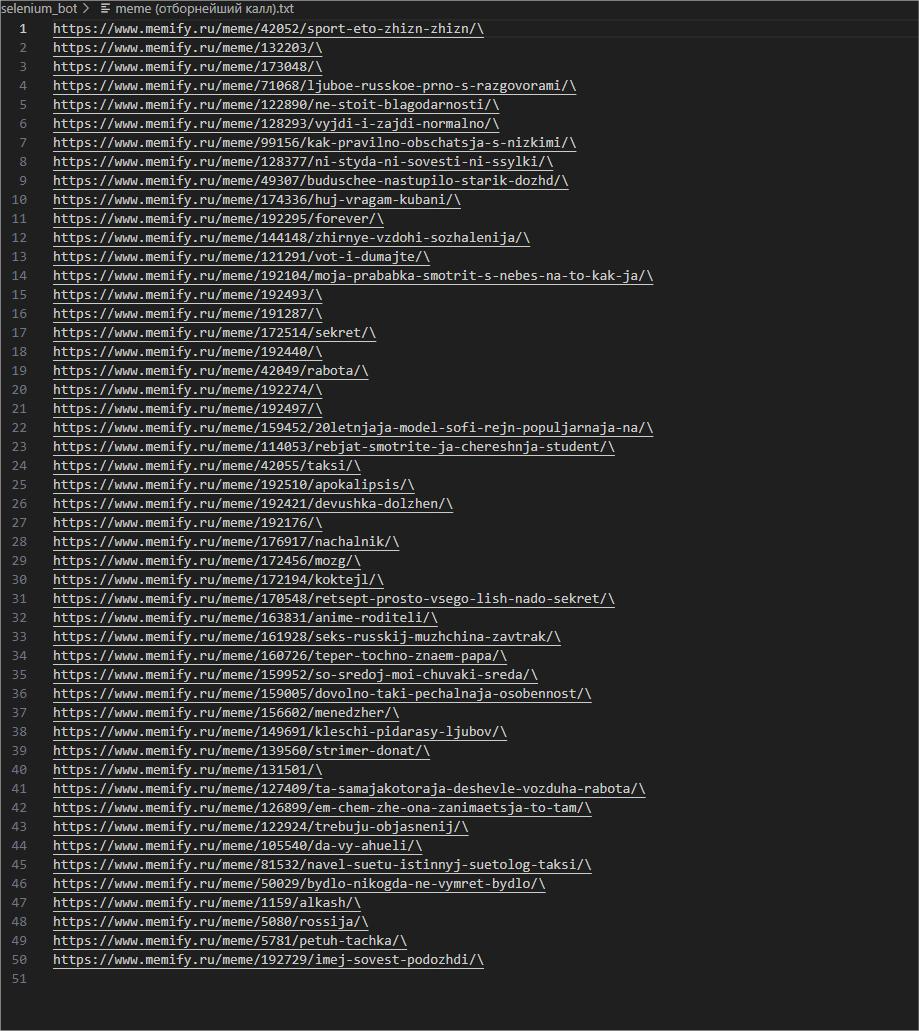 selenium_bot > meme (отборнейший калл).txt
1 https://www.memify.ru/meme/42052/sport-eto-zhizn-zhizn/\
2 https://www.memify.ru/meme/132203/\
3 https://www.memify.ru/meme/173048/\
4 https://www.memify.ru/meme/71068/ljuboe-russkoe-prno-s-razgovorami/\
5 https://www.memify.ru/meme/122890/ne-stoit-blagodarnosti/\
6 https://www.memify.ru/meme/128293/vyjdi-i-zajdi-normalno/\
7 https://www.memify.ru/meme/99156/kak-pravilno-obschatsja-s-nizkimi/\
8 https://www.memify.ru/meme/128377/ni-styda-ni-sovesti-ni-ssylki/\
9 https://www.memify.ru/meme/49307/buduschee-nastupilo-starik-dozhd/\
10 https://www.memify.ru/meme/174336/huj-vragam-kubani/\
11 https://www.memify.ru/meme/192295/forever/\
12 https://www.memify.ru/meme/144148/zhirnye-vzdohi-sozhalenija/\
13 https://www.memify.ru/meme/121291/vot-i-dumajte/\
14 https://www.memify.ru/meme/192104/moja-prababka-smotrit-s-nebes-na-to-kak-ja/\
15 https://www.memify.ru/meme/192493/\
16 https://www.memify.ru/meme/191287/\
17 https://www.memify.ru/meme/172514/sekret/\
18 https://www.memify.ru/meme/192440/\
19 https://www.memify.ru/meme/42049/rabota/\
20 https://www.memify.ru/meme/192274/\
21 https://www.memify.ru/meme/192497/\
22 https://www.memify.ru/meme/159452/20letnjaja-model-sofi-rejn-populjarnaja-na/\
23 https://www.memify.ru/meme/114053/rebjat-smotrite-ja-chereshnja-student/\
24 https://www.memify.ru/meme/42055/taksi/\
25 https://www.memify.ru/meme/192510/apokalipsis/\
26 https://www.memify.ru/meme/192421/devushka-dolzhen/\
27 https://www.memify.ru/meme/192176/\
28 https://www.memify.ru/meme/176917/nachalnik/\
29 https://www.memify.ru/meme/172456/mozg/\
30 https://www.memify.ru/meme/172194/koktejl/\
31 https://www.memify.ru/meme/170548/retsept-prosto-vsego-lish-nado-sekret/\
32 https://www.memify.ru/meme/163831/anime-roditeli/\
33 https://www.memify.ru/meme/161928/seks-russkij-muzhchina-zavtrak/\
34 https://www.memify.ru/meme/160726/teper-tochno-znaem-papa/\
35 https://www.memify.ru/meme/159952/so-sredoj-moi-chuvaki-sreda/\
36 https://www.memify.ru/meme/159005/dovolno-taki-pechalnaja-osobennost/\
37 https://www.memify.ru/meme/156602/menedzher/\
38 https://www.memify.ru/meme/149691/kleschi-pidarasy-ljubov/\
39 https://www.memify.ru/meme/139560/strimer-donat/\
40 https://www.memify.ru/meme/131501/\
41 https://www.memify.ru/meme/127409/ta-samajakotoraja-deshevle-vozduha-rabota/\
42 https://www.memify.ru/meme/126899/em-chem-zhe-ona-zanimaetsja-to-tam/\
43 https://www.memify.ru/meme/122924/trebuju-objasnenij/\
44 https://www.memify.ru/meme/105540/da-vy-ahueli/\
45 https://www.memify.ru/meme/81532/navel-suetu-istinnyj-suetolog-taksi/\
46 https://www.memify.ru/meme/50029/bydlo-nikogda-ne-vymret-bydlo/\
47 https://www.memify.ru/meme/1159/alkash/\
48 https://www.memify.ru/meme/5080/rossija/\
49 https://www.memify.ru/meme/5781/petuh-tachka/\
50 https://www.memify.ru/meme/192729/imej-sovest-podozhdi/\
51